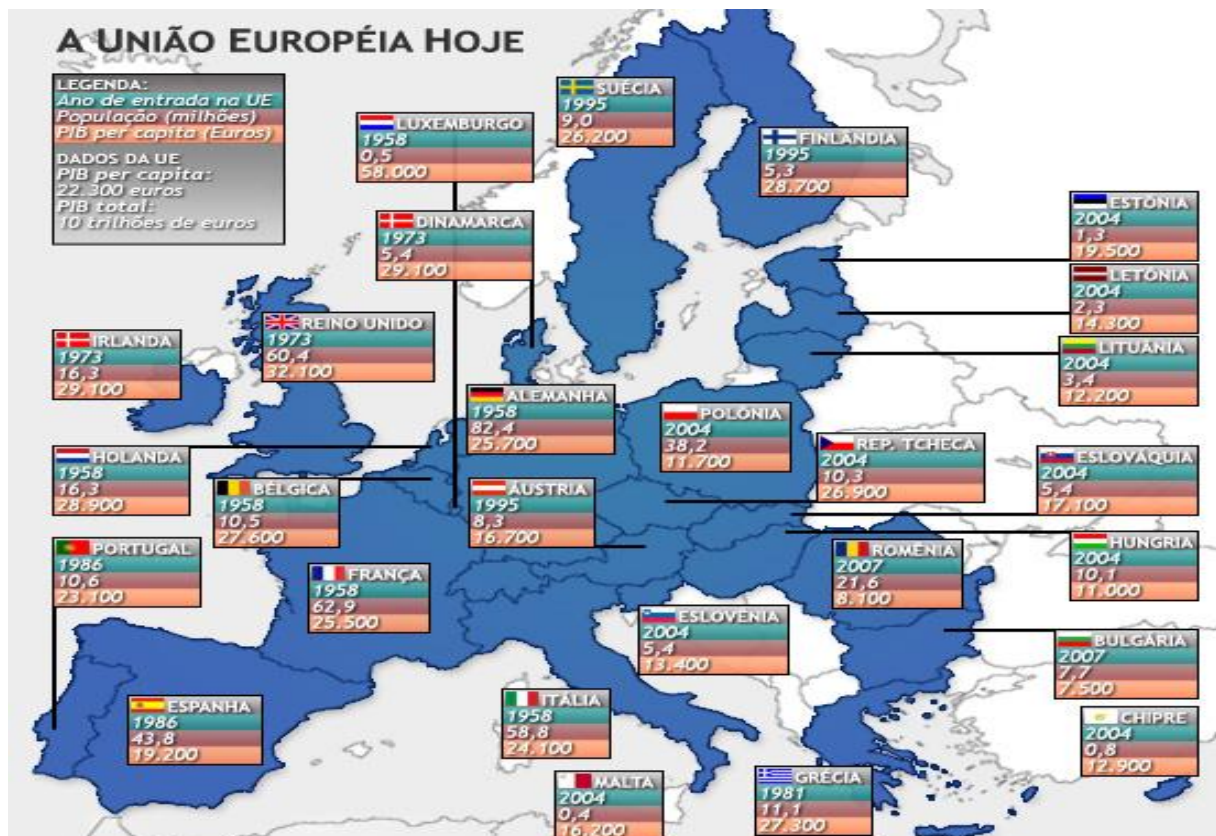 A UNIÃO EUROPÉIA HOJE
LEGENDA:
Ano de entrada na UE
População (milhões)
PIB per capita (Euros)
DADOS DA UE
PIB per capita:
22.300 euros
PIB total:
10 trilhões de euros
SUÉCIA
1995
9,0
26.200
LUXEMBURGO
1958
0,5
58.000
FINLÂNDIA
1995
5,3
28.700
DINAMARCA
1973
5,4
29.100
ESTÓNIA
2004
1,3
19.500
LETÓNIA
2004
2,3
14.300
REINO UNIDO
1973
60,4
32.100
IRLANDA
1973
16,3
29.100
LITUÂNIA
2004
3,4
12.200
ALEMANHA
1958
82,4
25.700
POLÓNIA
2004
38,2
11.700
REP. TCHECA
2004
10,3
26.900
ESLOVÁQUIA
2004
5,4
17.100
HOLANDA
1958
16,3
28.900
BÉLGICA
1958
10,5
27.600
ÁUSTRIA
1995
8,3
16.700
HUNGRIA
2004
10,1
11.000
PORTUGAL
1986
10,6
23.100
ROMÊNIA
2007
21,6
8.100
FRANÇA
1958
62,9
25.500
ESLOVÉNIA
2004
5,4
13.400
BULGÁRIA
2007
7,7
7.500
ESPANHA
1986
43,8
19.200
ITÁLIA
1958
58,8
24.100
CHIPRE
2004
0,8
12.900
MALTA
2004
0,4
16.200
GRÉCIA
1981
11,1
27.300